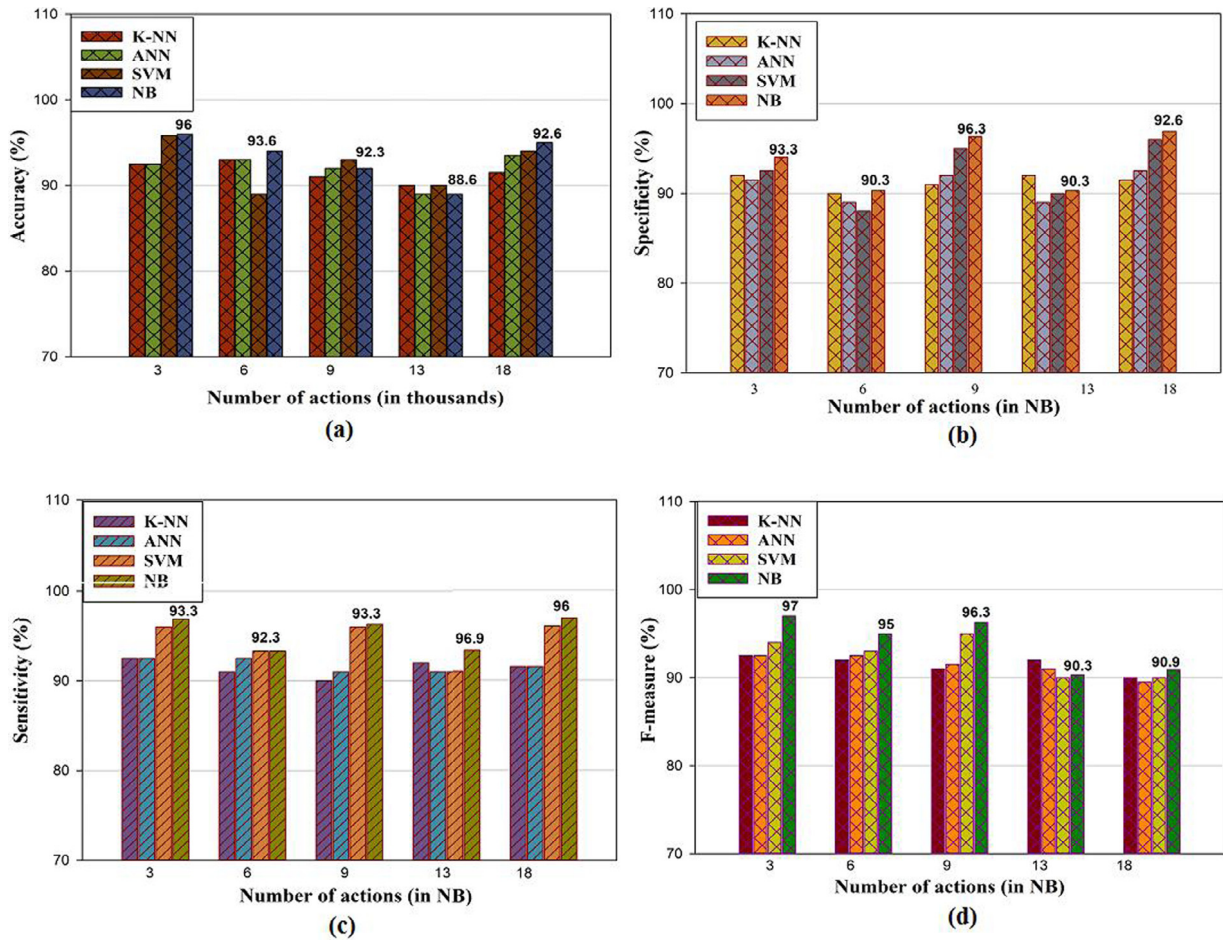 110
K-NN
ANN
SVM
NB
100
96
93.6
92.3
88.6
92.6
90
80
70
Accuracy (%)
3 6 9 13 18
Number of actions (in thousands)
(a)
110
K-NN
ANN
SVM
NB
100
93.3
90.3
96.3
90.3
92.6
90
80
70
Specificity (%)
3 6 9 13 18
Number of actions (in NB)
(b)
110
K-NN
ANN
SVM
NB
100
93.3
92.3
93.3
96.9
96
90
80
70
Sensitivity (%)
3 6 9 13 18
Number of actions (in NB)
(c)
110
K-NN
ANN
SVM
NB
100
97
95
96.3
90.3
90.9
90
80
70
F-measure (%)
3 6 9 13 18
Number of actions (in NB)
(d)